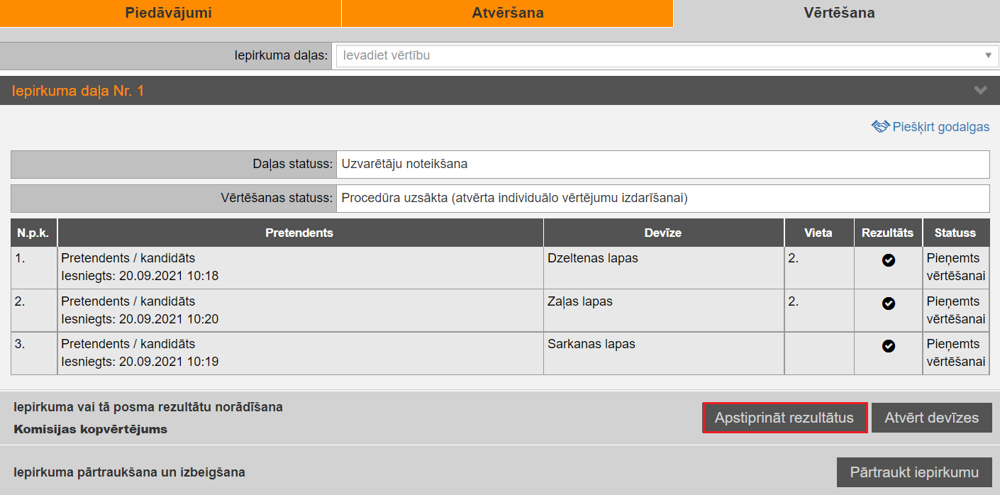 Piedāvājumi Atvēršana Vērtēšana
Iepirkuma daļas: Ievadiet vērtību
Iepirkuma daļa Nr. 1
Piešķirt godalgas
Daļas statuss: Uzvarētāju noteikšana
Vērtēšanas statuss: Procedūra uzsākta (atvērta individuālo vērtējumu izdarīšanai)
N.p.k. Pretendents Devīze Vieta Rezultāts Statuss
1. Pretendents / kandidāts Dzeltenas lapas 2. Pieņemts
Iesniegts: 20.09.2021 10:18 vērtēšanai
2. Pretendents / kandidāts Zaļas lapas 2. Pieņemts
Iesniegts: 20.09.2021 10:20 vērtēšanai
3. Pretendents / kandidāts Sarkanas lapas Pieņemts
Iesniegts: 20.09.2021 10:19 vērtēšanai
Iepirkuma vai tā posma rezultātu norādīšana
Komisijas kopvērtējums
Apstiprināt rezultātus Atvērt devīzes
Iepirkuma pārtraukšana un izbeigšana Pārtraukt iepirkumu